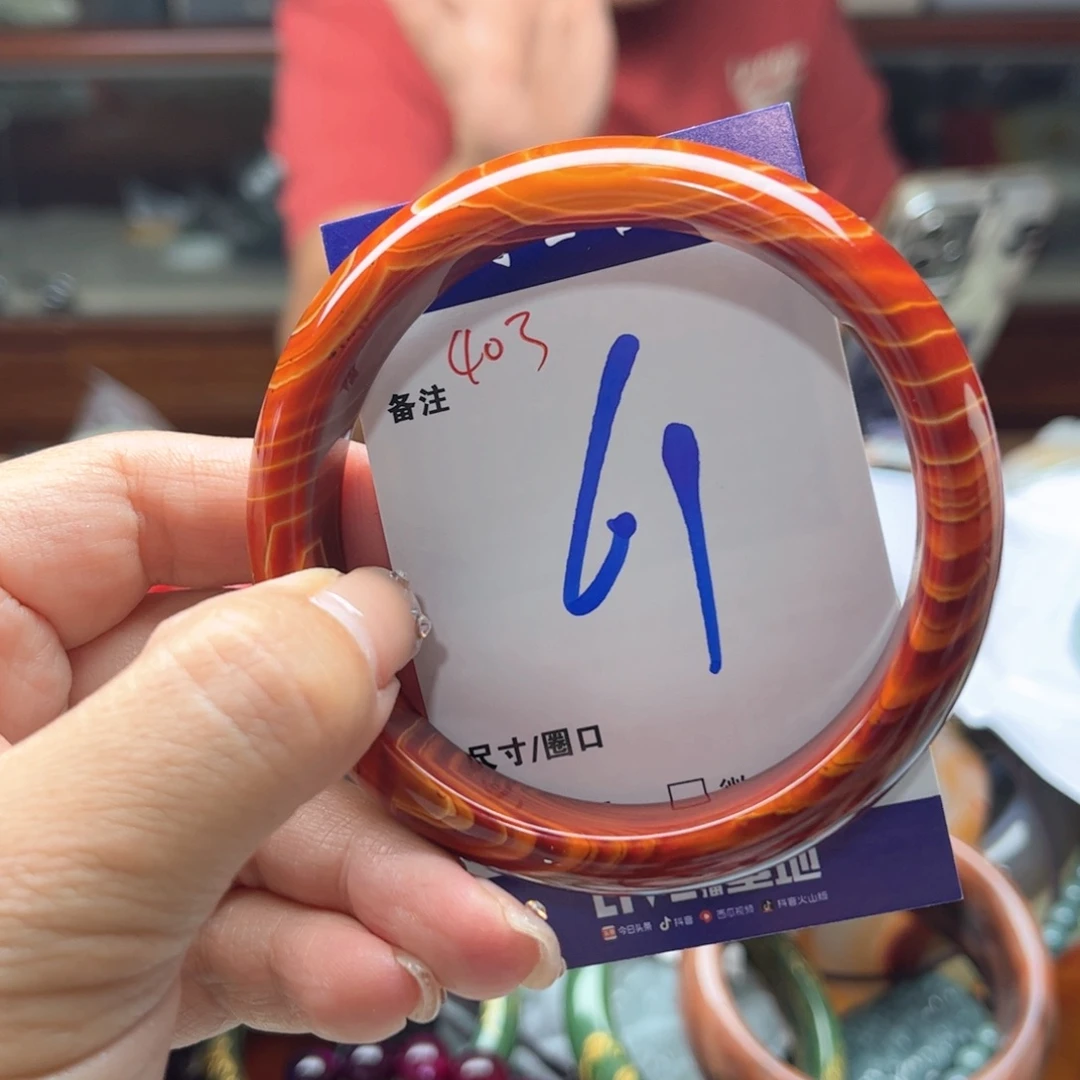 403
备注
61
尺寸/圈口
今日头条 抖音 西瓜视频 抖音火山版